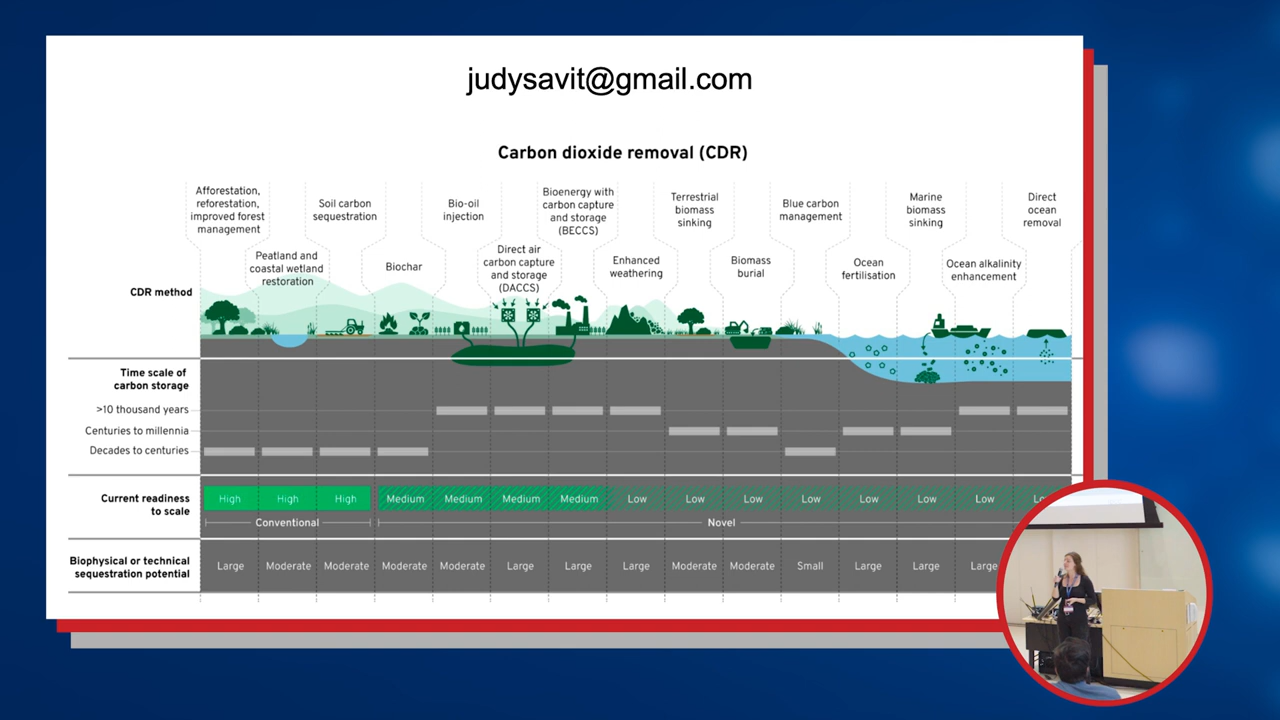 judysavit@gmail.com
Carbon dioxide removal (CDR)
Afforestation,
reforestation,
improved forest
management
Peatland and
coastal wetland
restoration
Soil carbon
sequestration
Biochar
Bio-oil
injection
Direct air
carbon capture
and storage
(DACCS)
Bioenergy with
carbon capture
and storage
(BECCS)
Enhanced
weathering
Terrestrial
biomass
sinking
Biomass
burial
Blue carbon
management
Ocean
fertilisation
Marine
biomass
sinking
Ocean alkalinity
enhancement
Direct
ocean
removal
CDR method
Time scale of
carbon storage
>10 thousand years
Centuries to millennia
Decades to centuries
Current readiness
to scale
High High High Medium Medium Medium Medium Low Low Low Low Low Low Low
Conventional Novel
Biophysical or technical
sequestration potential
Large Moderate Moderate Moderate Moderate Large Large Large Moderate Moderate Small Large Large Large